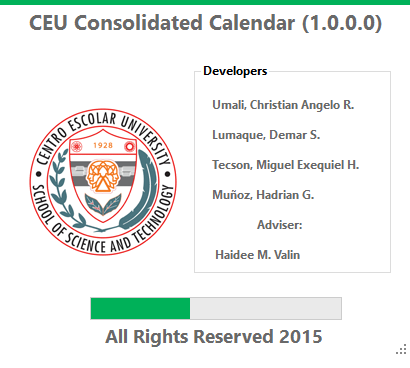 CEU Consolidated Calendar (1.0.0.0)
Developers
Umali, Christian Angelo R.
Lumaque, Demar S.
Tecson, Miguel Exequiel H.
Muñoz, Hadrian G.
Adviser:
Haidee M. Valin
CENTRO ESCOLAR UNIVERSITY
1928
SCHOOL OF SCIENCE AND TECHNOLOGY
All Rights Reserved 2015